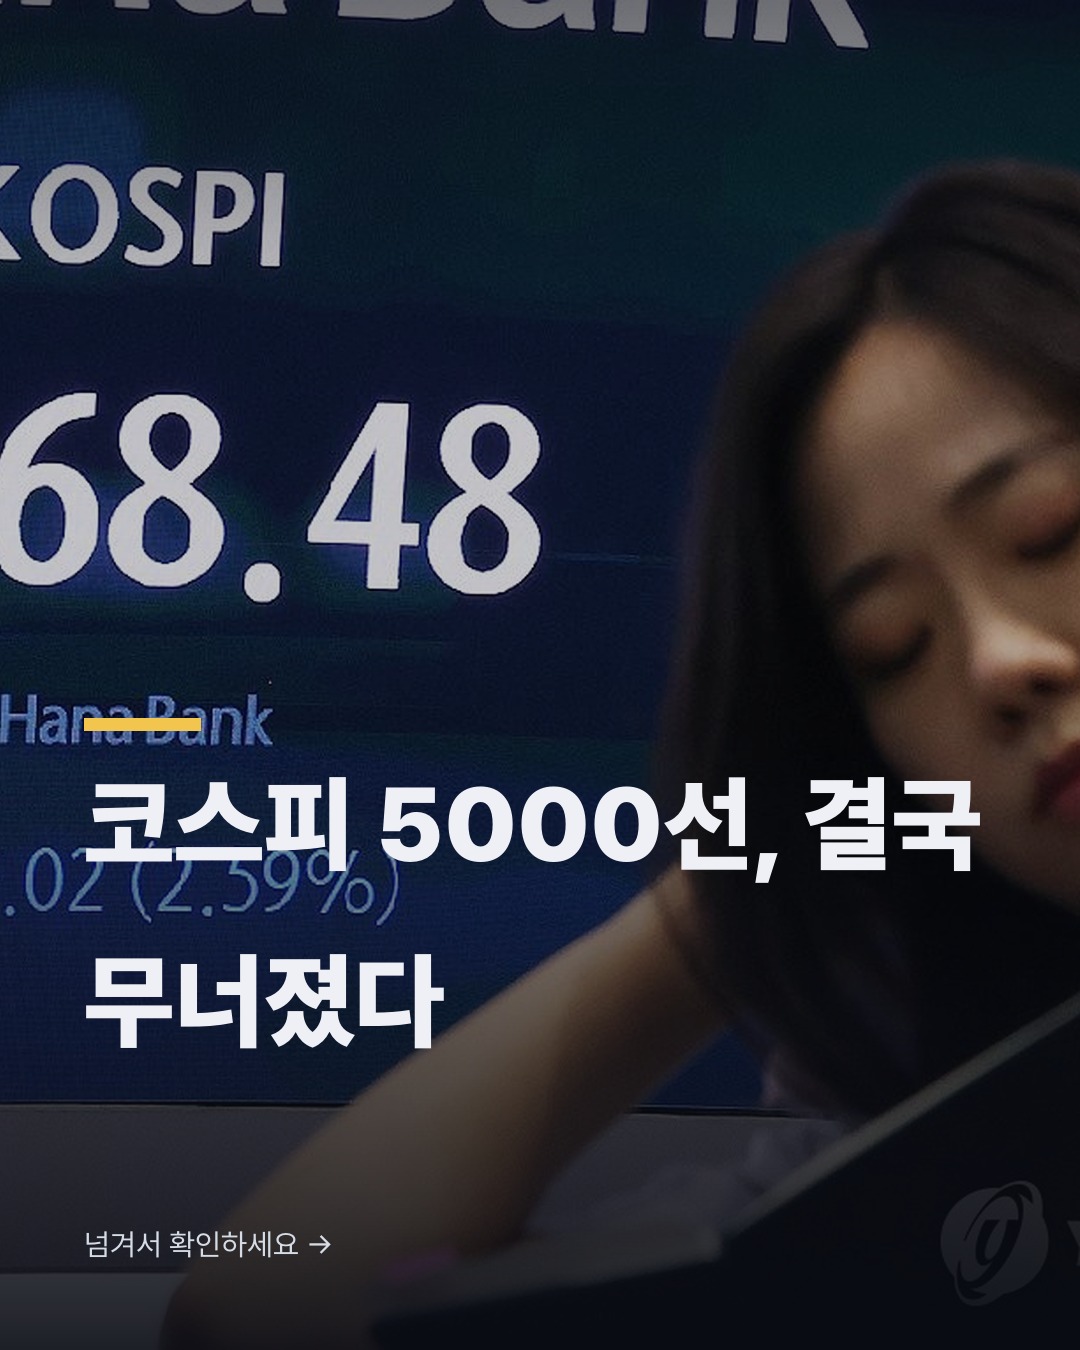 Bank
KOSPI
68.48
Hana Bank
코스피 5000선, 결국
.02 (2.59%)
무너졌다
넘겨서 확인하세요 →